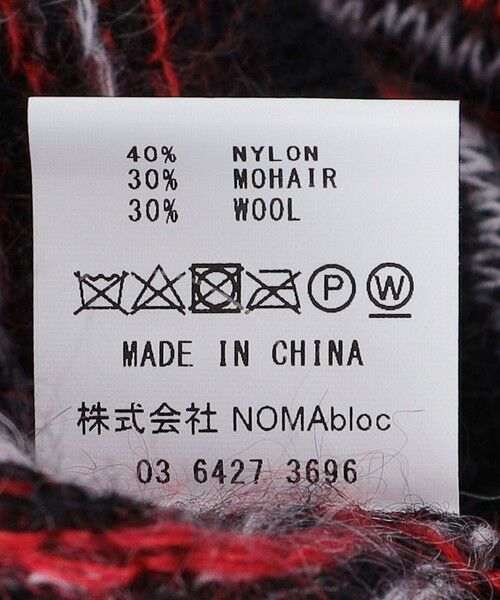 40% NYLON
30% MOHAIR
30% WOOL
P W
MADE IN CHINA
株式会社 NOMAbloc
03 6427 3696